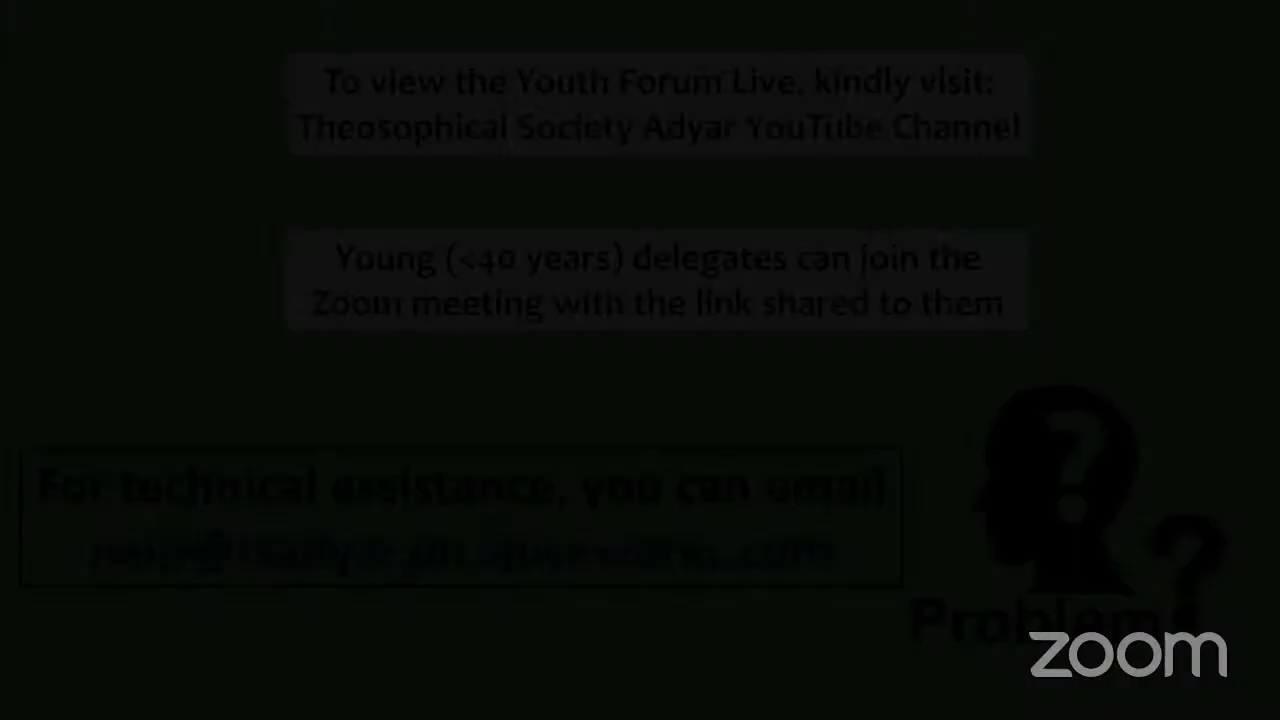 To view the Youth Forum Live, kindly visit:
Theosophical Society Adyar YouTube Channel
Young (<40 years) delegates can join the
Zoom meeting with the link shared to them
For technical assistance, you can email
Problem
zoom